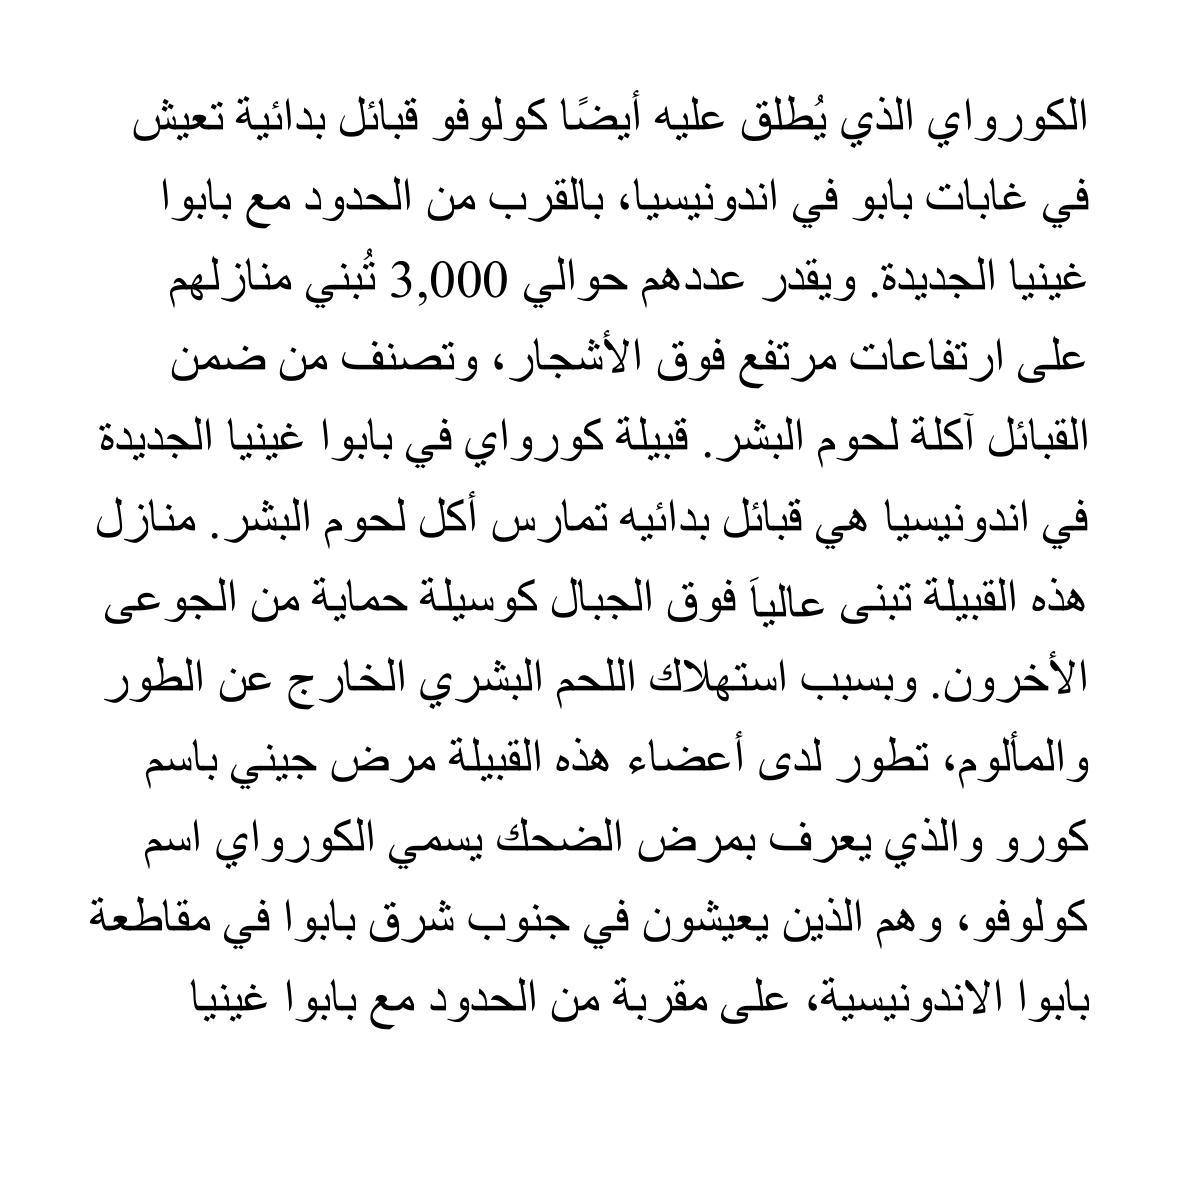 الكورواي الذي يُطلق عليه أيضًا كولوفو قبائل بدائية تعيش
في غابات بابو في اندونيسيا، بالقرب من الحدود مع بابوا
غينيا الجديدة. ويقدر عددهم حوالي 3,000 تُبني منازلهم
على ارتفاعات مرتفع فوق الأشجار، وتصنف من ضمن
القبائل آكلة لحوم البشر. قبيلة كورواي في بابوا غينيا الجديدة
في اندونيسيا هي قبائل بدائيه تمارس أكل لحوم البشر. منازل
هذه القبيلة تبنى عالياَ فوق الجبال كوسيلة حماية من الجوعى
الأخرون. وبسبب استهلاك اللحم البشري الخارج عن الطور
والمألوم، تطور لدى أعضاء هذه القبيلة مرض جيني باسم
كورو والذي يعرف بمرض الضحك يسمي الكورواي اسم
كولوفو، وهم الذين يعيشون في جنوب شرق بابوا في مقاطعة
بابوا الاندونيسية، على مقربة من الحدود مع بابوا غينيا